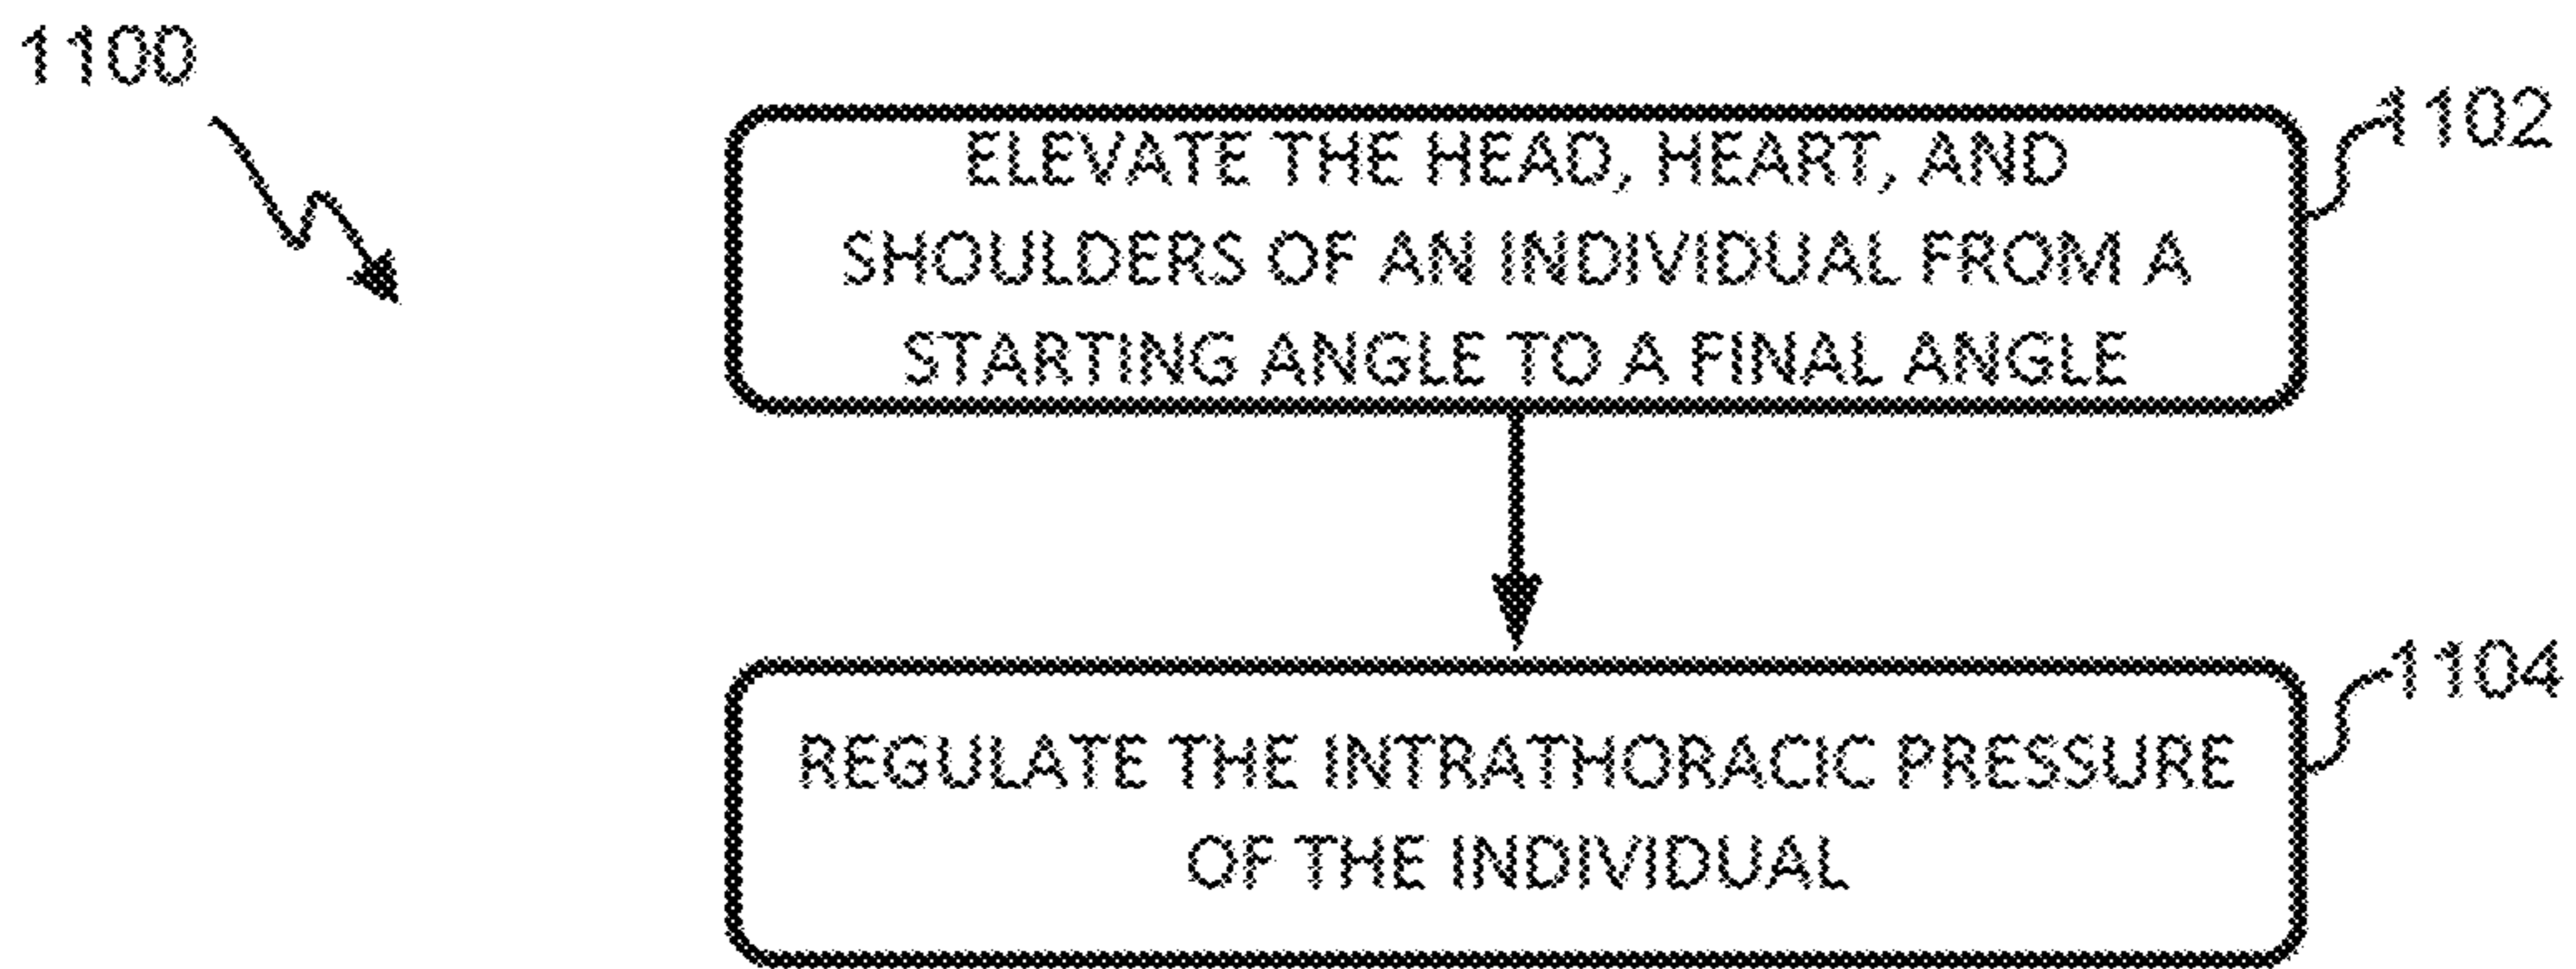 1100
1102
ELEVATE THE HEAD, HEART, AND
SHOULDERS OF AN INDIVIDUAL FROM A
STARTING ANGLE TO A FINAL ANGLE
1104
REGULATE THE INTRATHORACIC PRESSURE
OF THE INDIVIDUAL